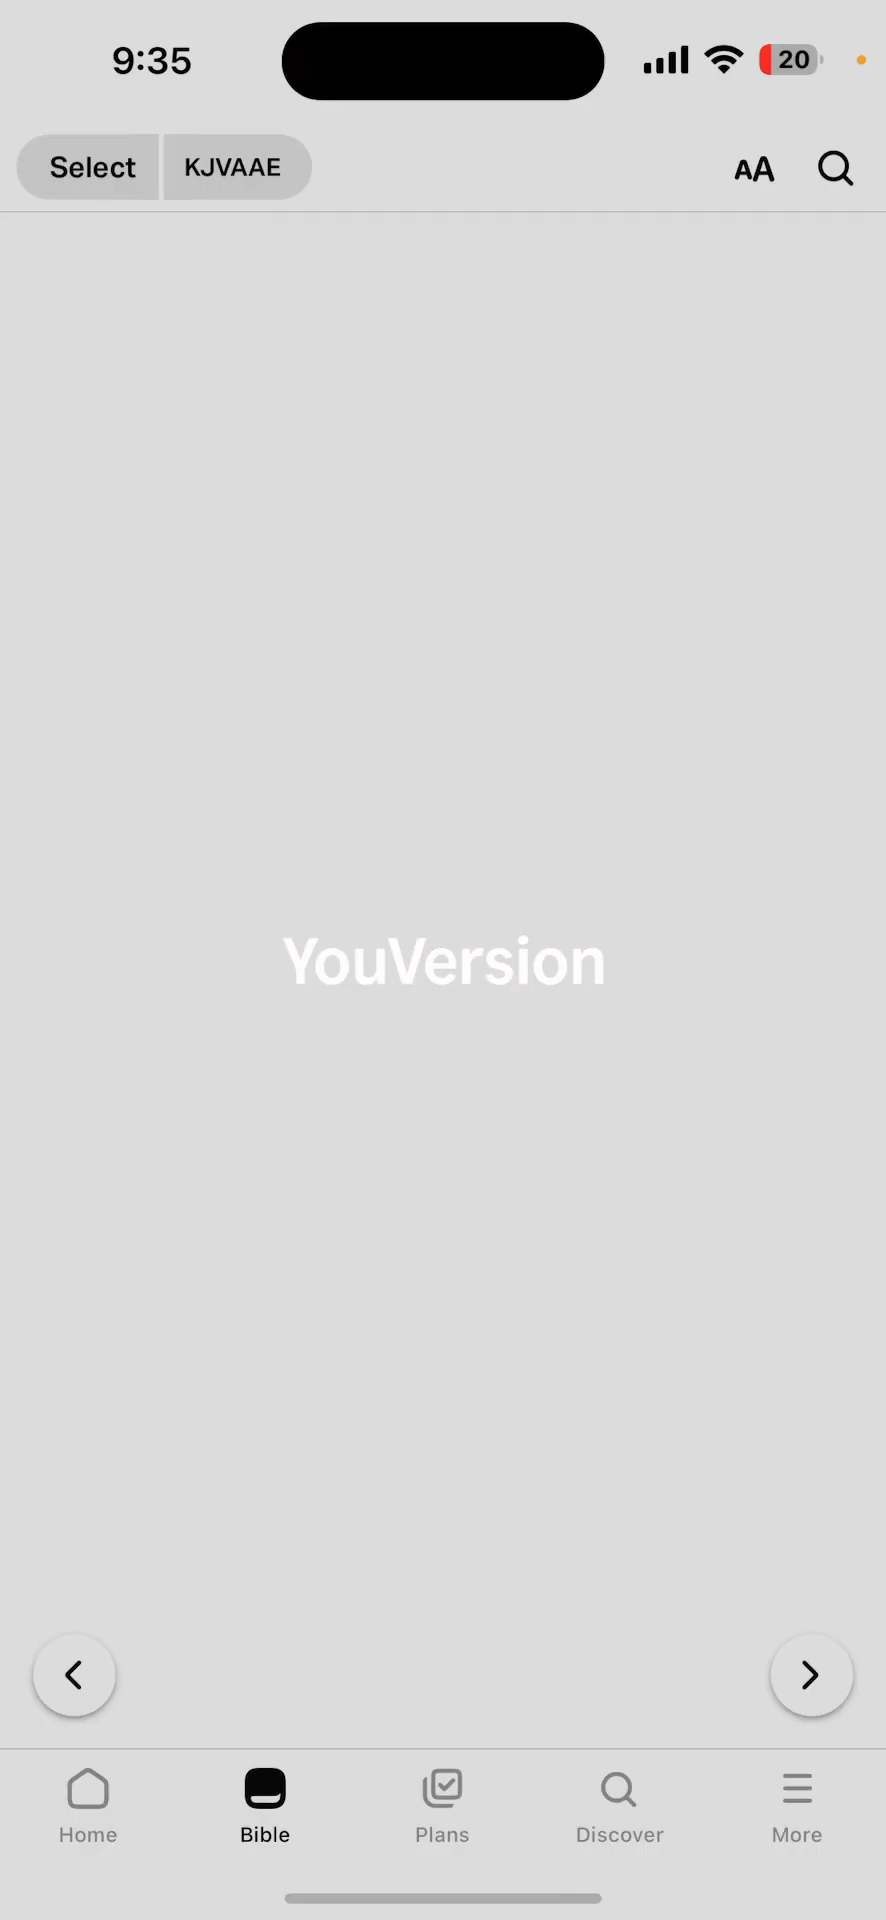 9:35
20
Select
KJVAAE
AA
YouVersion
Home
Bible
Plans
Discover
More